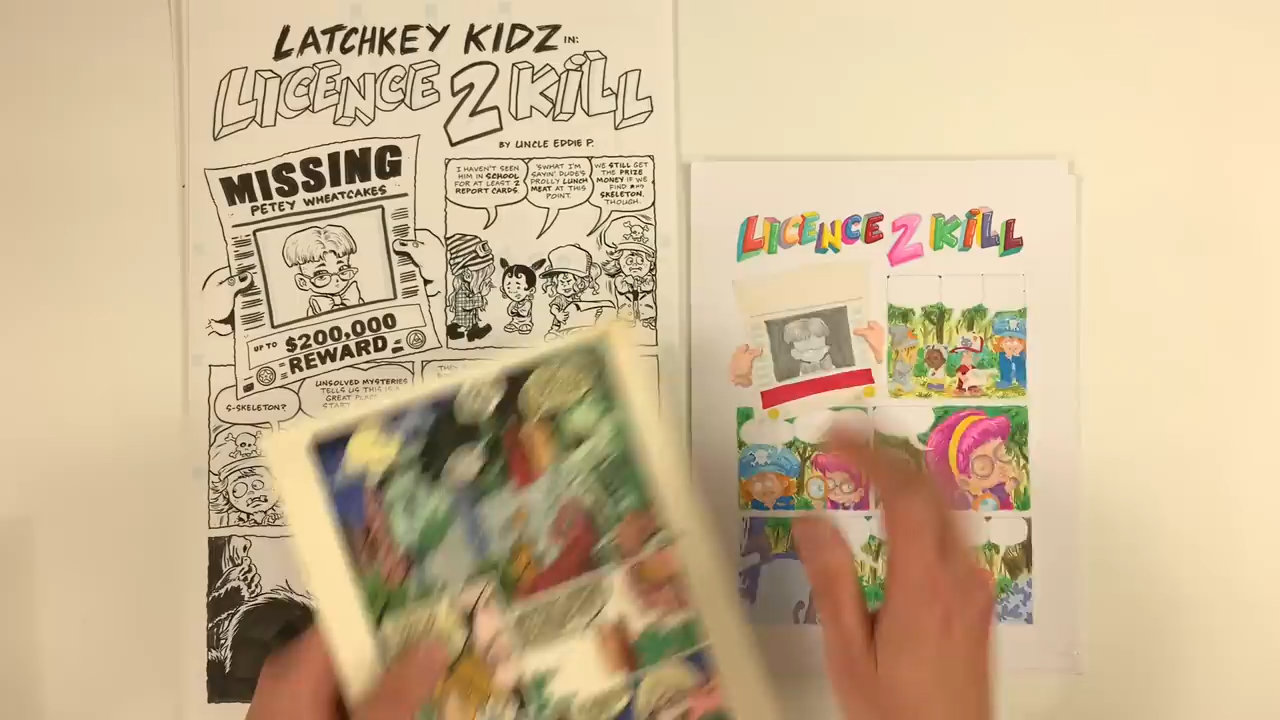 LATCHKEY KIDZ IN:
LICENCE 2 KILL
BY UNCLE EDDIE P.
MISSING
PETEY WHEATCAKES
UP TO $200,000
REWARD
I HAVEN'T SEEN
HIM IN SCHOOL
FOR AT LEAST 2
REPORT CARDS.
'SWHAT I'M
SAYIN' DUDE'S
PROLLY LUNCH
MEAT AT THIS
POINT.
WE STILL GET
THE PRIZE
MONEY IF WE
FIND
SKELETON,
THOUGH.
S-SKELETON?
UNSOLVED MYSTERIES
TELLS US THIS IS A
GREAT
START
LICENCE 2 KILL